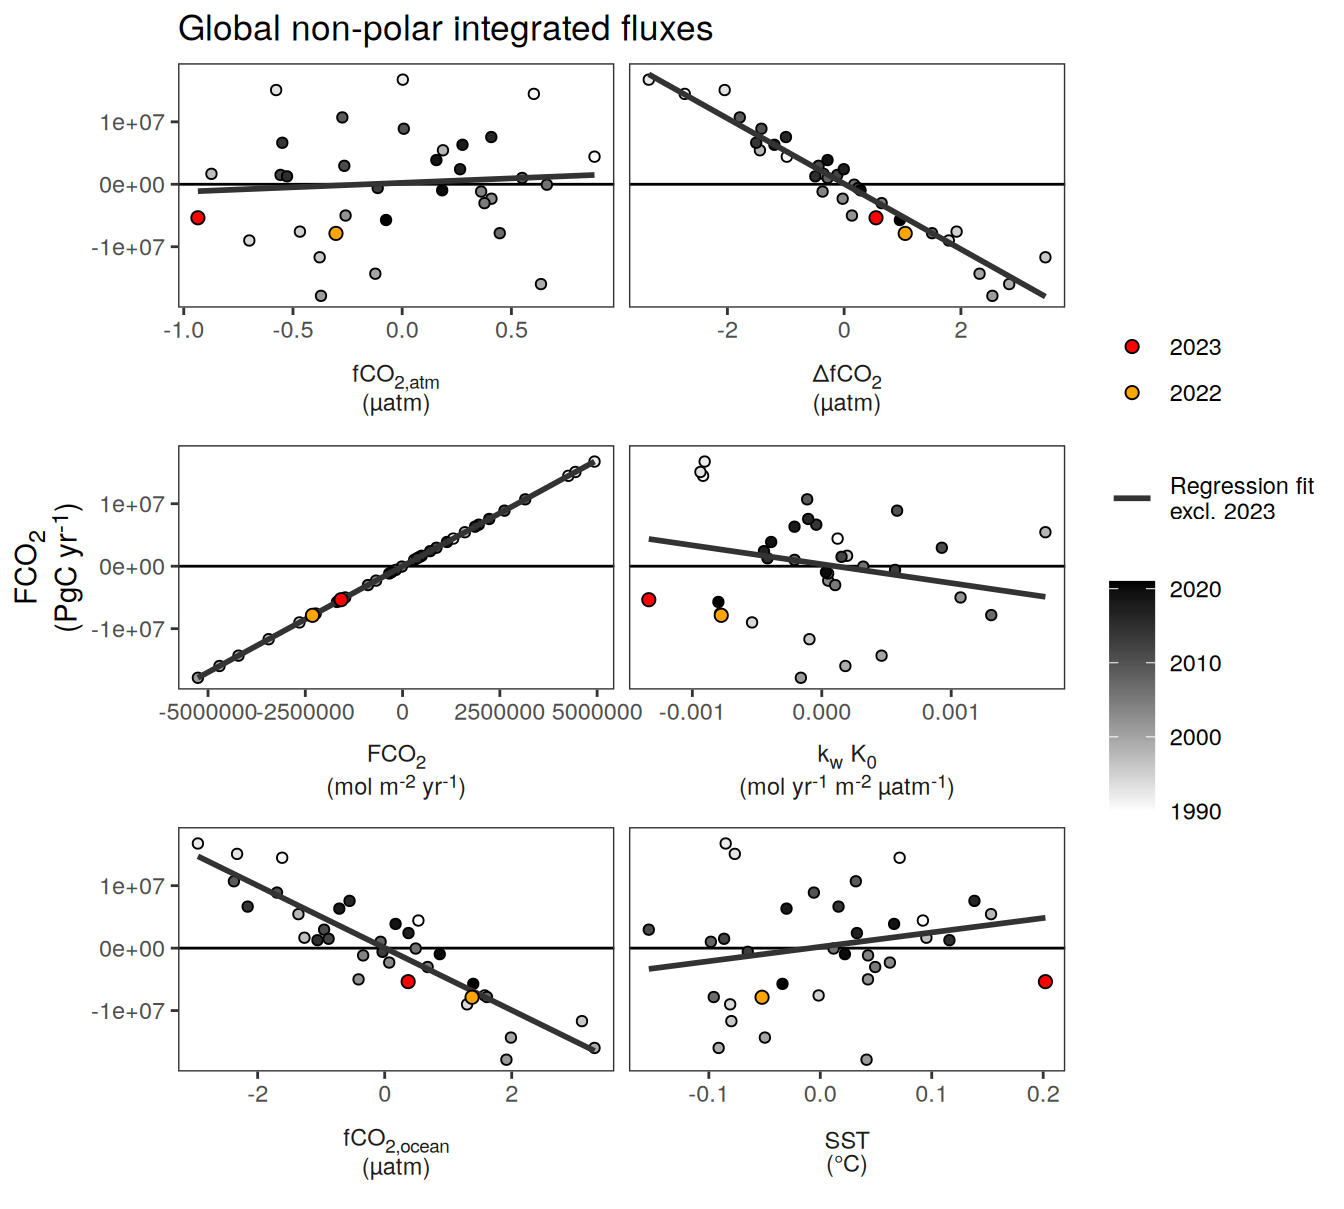 Global non-polar integrated fluxes
1e+07
0e+00
-1e+07
-1.0 -0.5 0.0 0.5
fCO2,atm
(µatm)
-2 0 2
ΔfCO2
(µatm)
2023
2022
FCO2
(PgC yr-1)
1e+07
0e+00
-1e+07
-5000000 -2500000 0 2500000 5000000
FCO2
(mol m-2 yr-1)
-0.001 0.000 0.001
kw K0
(mol yr-1 m-2 µatm-1)
Regression fit
excl. 2023
2020
2010
2000
1990
1e+07
0e+00
-1e+07
-2 0 2
fCO2,ocean
(µatm)
-0.1 0.0 0.1 0.2
SST
(°C)